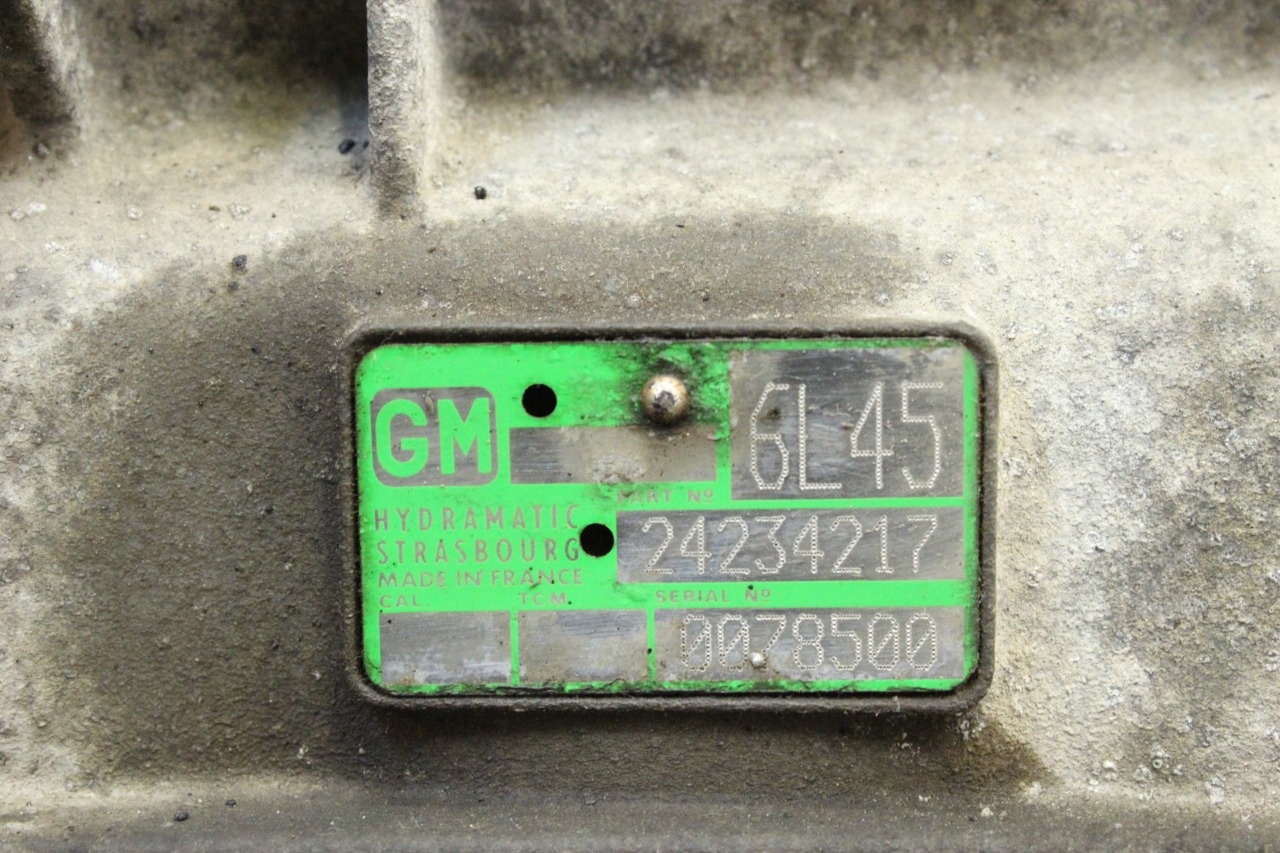 GM
6L45
PART Nº
HYDRAMATIC
24234217
STRASBOURG
MADE IN FRANCE
CAL. TCM. SERIAL Nº
0078500